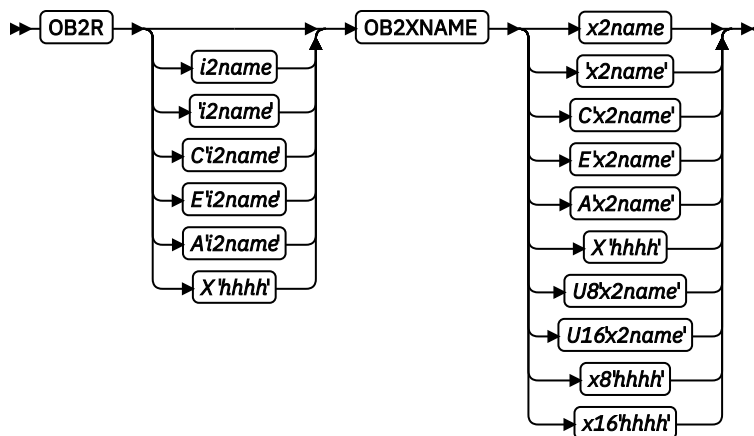 OB2R OB2XNAME x2name
i2name 'x2name'
'i2name' C'x2name'
C'i2name' E'x2name'
E'i2name' A'x2name'
A'i2name' X'hhhh'
X'hhhh' U8'x2name'
U16'x2name'
x8'hhhh'
x16'hhhh'